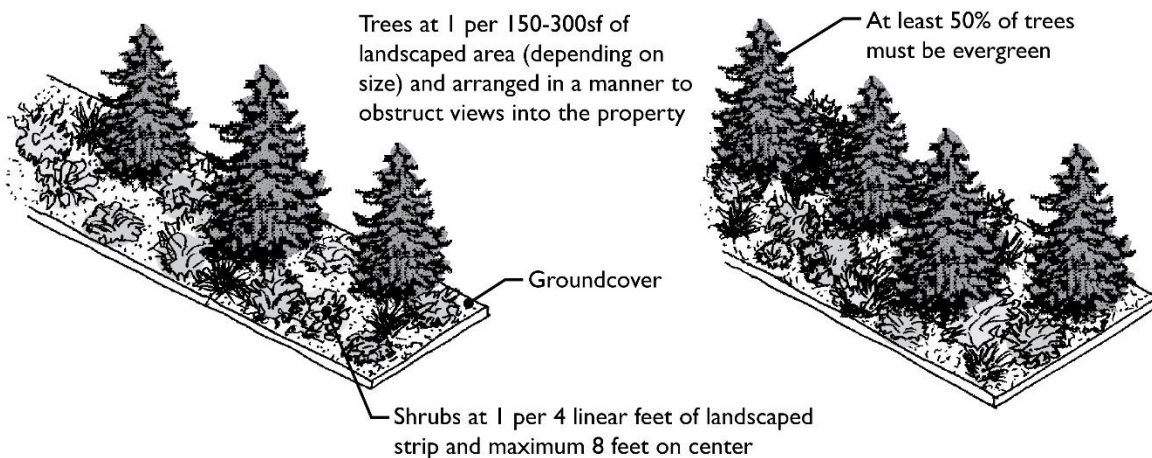 Trees at 1 per 150-300sf of
landscaped area (depending on
size) and arranged in a manner to
obstruct views into the property
At least 50% of trees
must be evergreen
Groundcover
Shrubs at 1 per 4 linear feet of landscaped
strip and maximum 8 feet on center